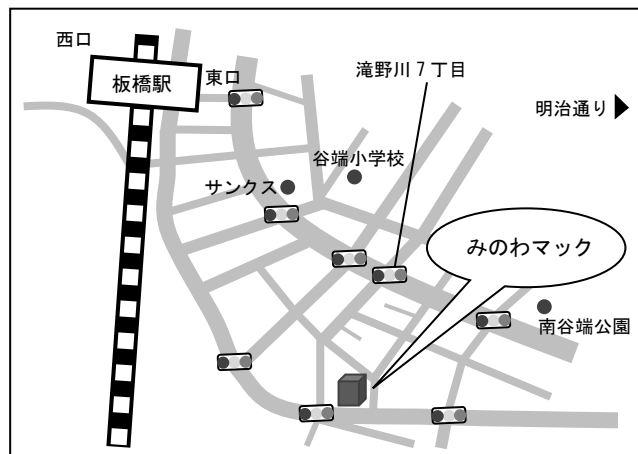 西口
板橋駅
東口
滝野川7丁目
明治通り
谷端小学校
サンクス
みのわマック
南谷端公園